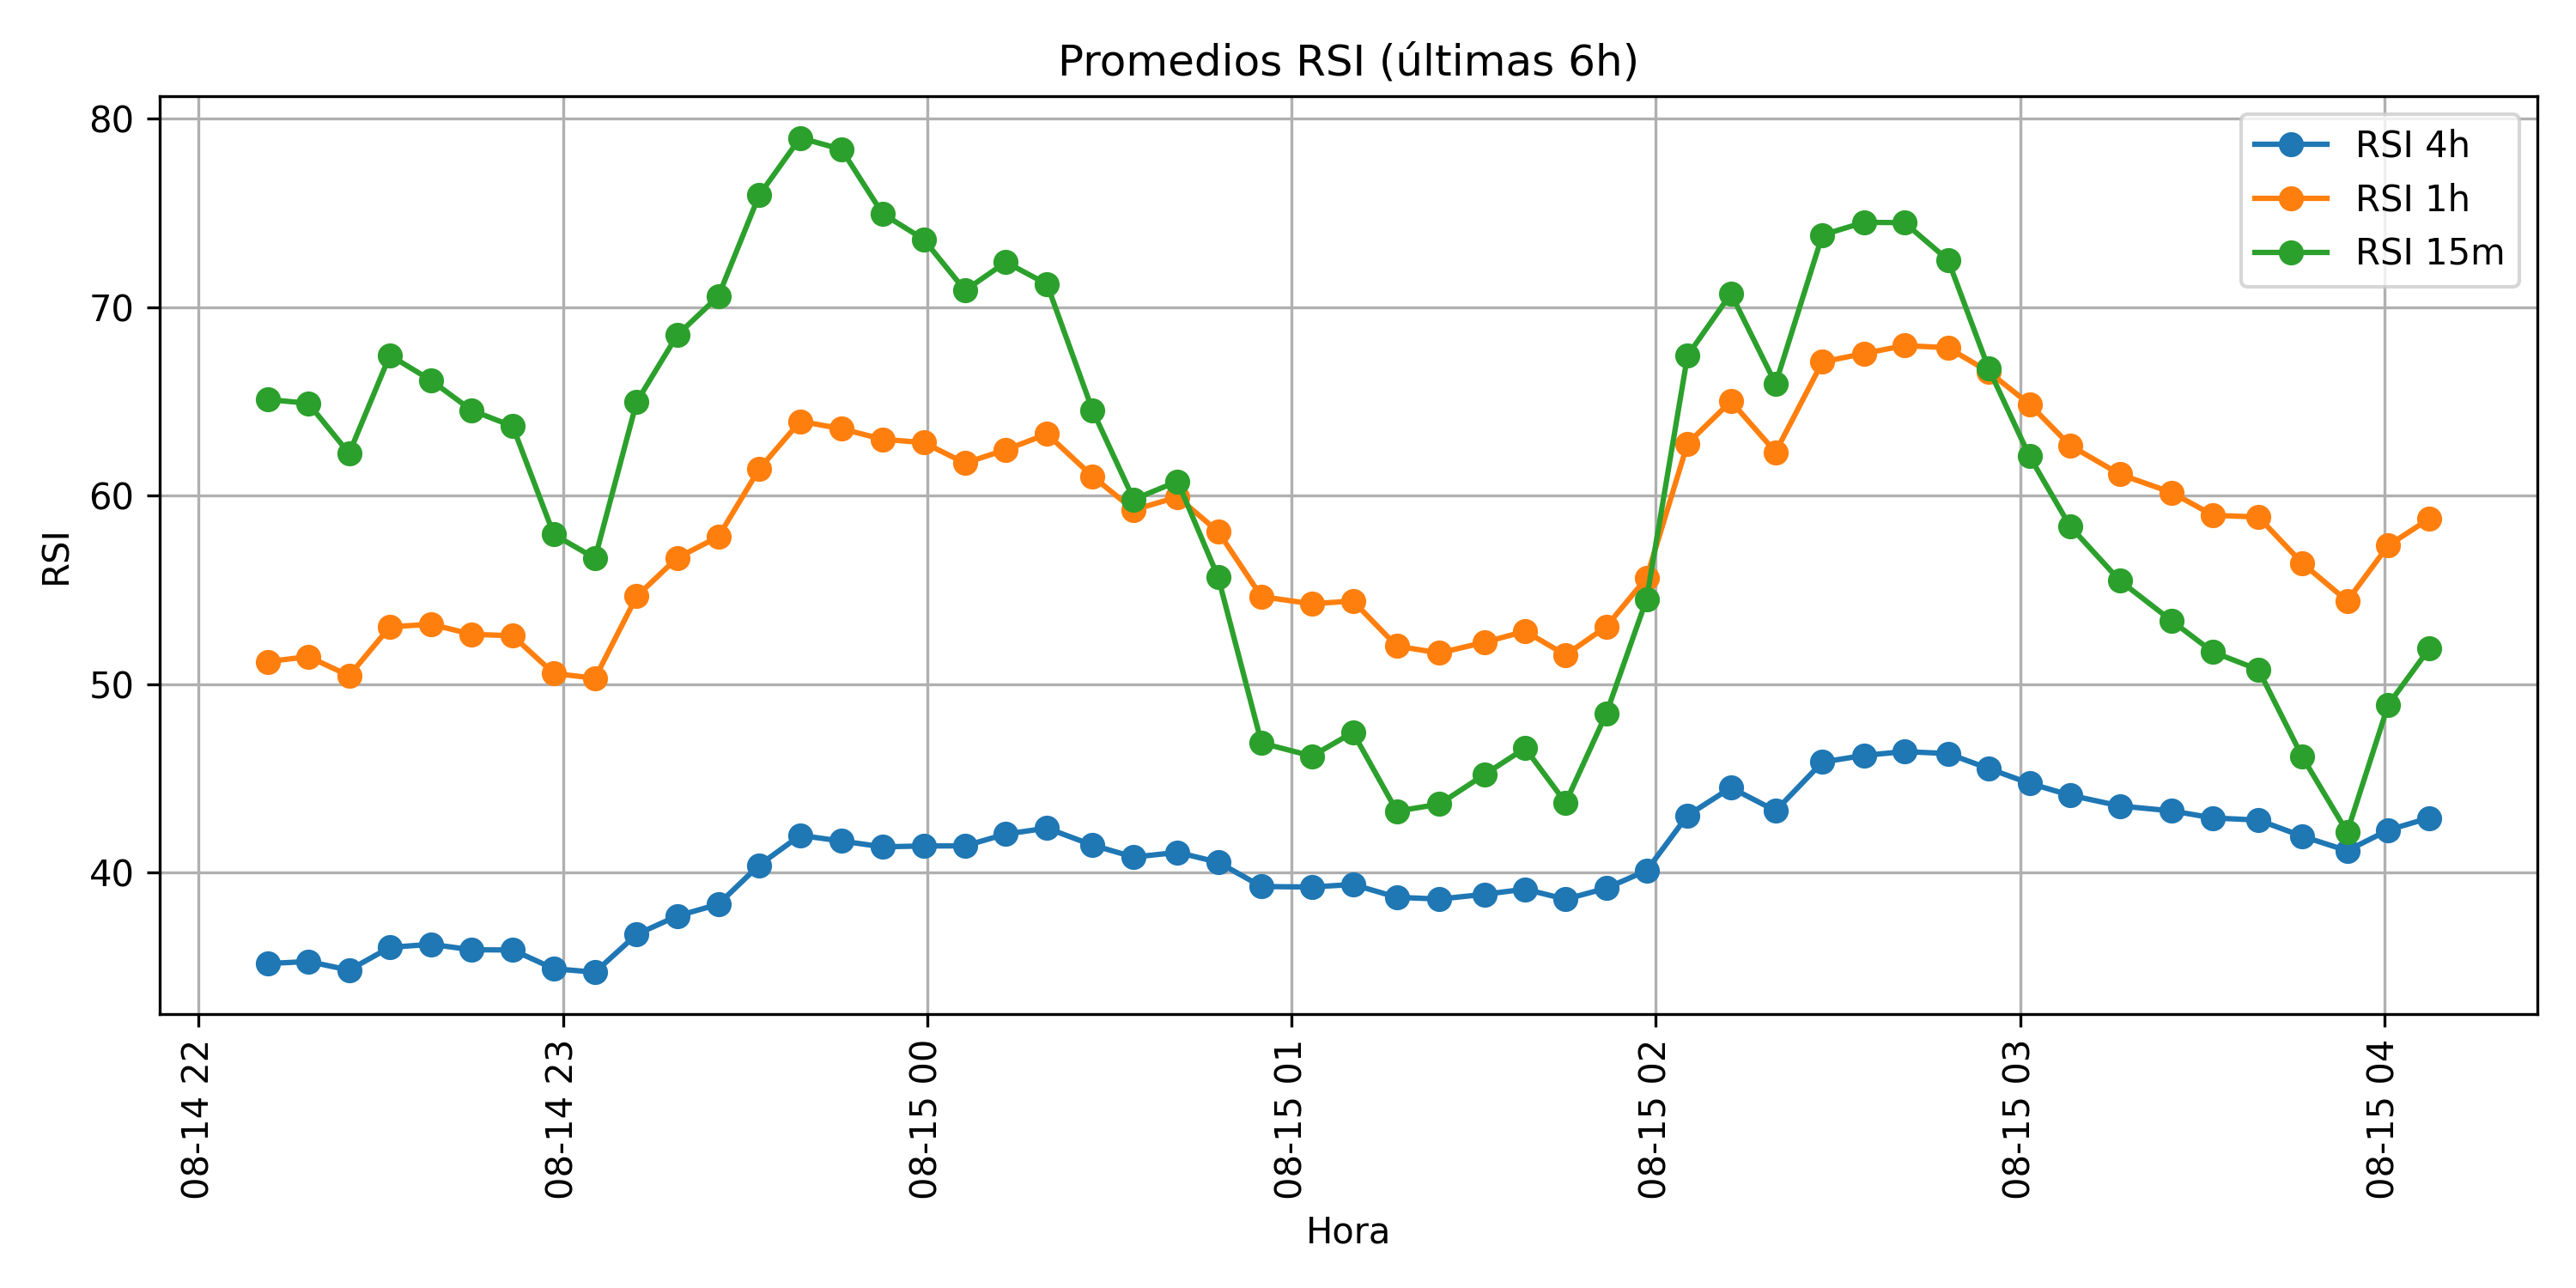 Promedios RSI (últimas 6h)
80
70
60
50
40
RSI
RSI 4h
RSI 1h
RSI 15m
08-14 22
08-14 23
08-15 00
08-15 01
08-15 02
08-15 03
08-15 04
Hora